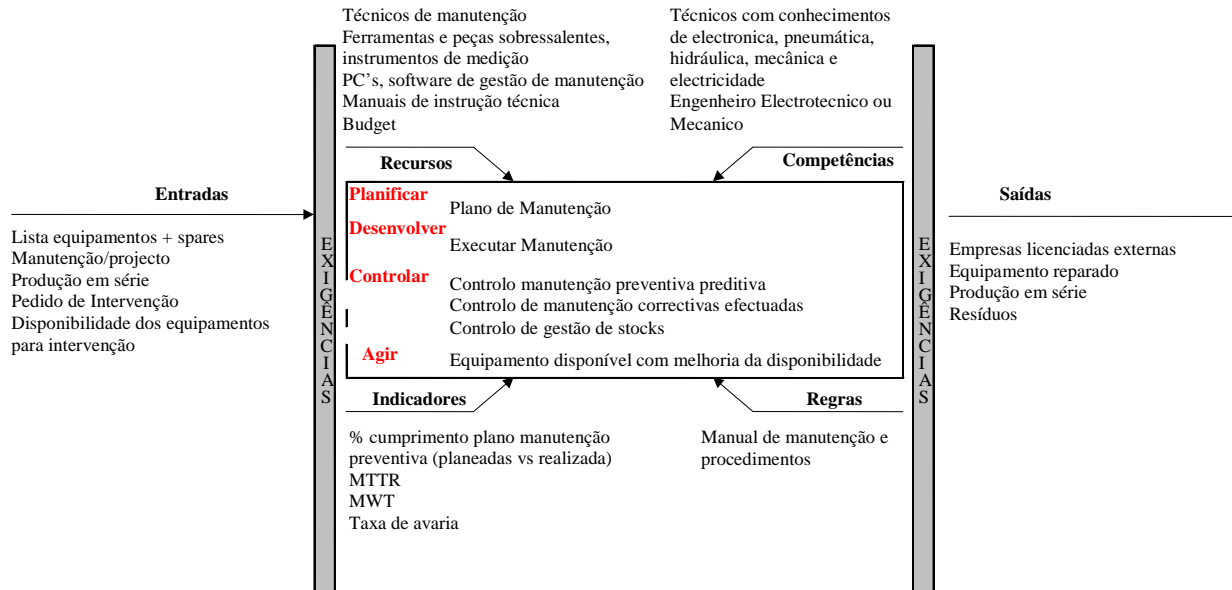 Técnicos de manutenção
Ferramentas e peças sobressalentes,
instrumentos de medição
PC's, software de gestão de manutenção
Manuais de instrução técnica
Budget
Técnicos com conhecimentos
de electronica, pneumática,
hidráulica, mecânica e
electricidade
Engenheiro Electrotecnico ou
Mecanico
Recursos
Competências
Entradas
Lista equipamentos + spares
Manutenção/projecto
Produção em série
Pedido de Intervenção
Disponibilidade dos equipamentos
para intervenção
EXIGÊNCIAS
Planificar
Plano de Manutenção
Desenvolver
Executar Manutenção
Controlar
Controlo manutenção preventiva preditiva
Controlo de manutenção correctivas efectuadas
Controlo de gestão de stocks
Agir
Equipamento disponível com melhoria da disponibilidade
EXIGÊNCIAS
Saídas
Empresas licenciadas externas
Equipamento reparado
Produção em série
Resíduos
Indicadores
Regras
% cumprimento plano manutenção
preventiva (planeadas vs realizada)
MTTR
MWT
Taxa de avaria
Manual de manutenção e
procedimentos